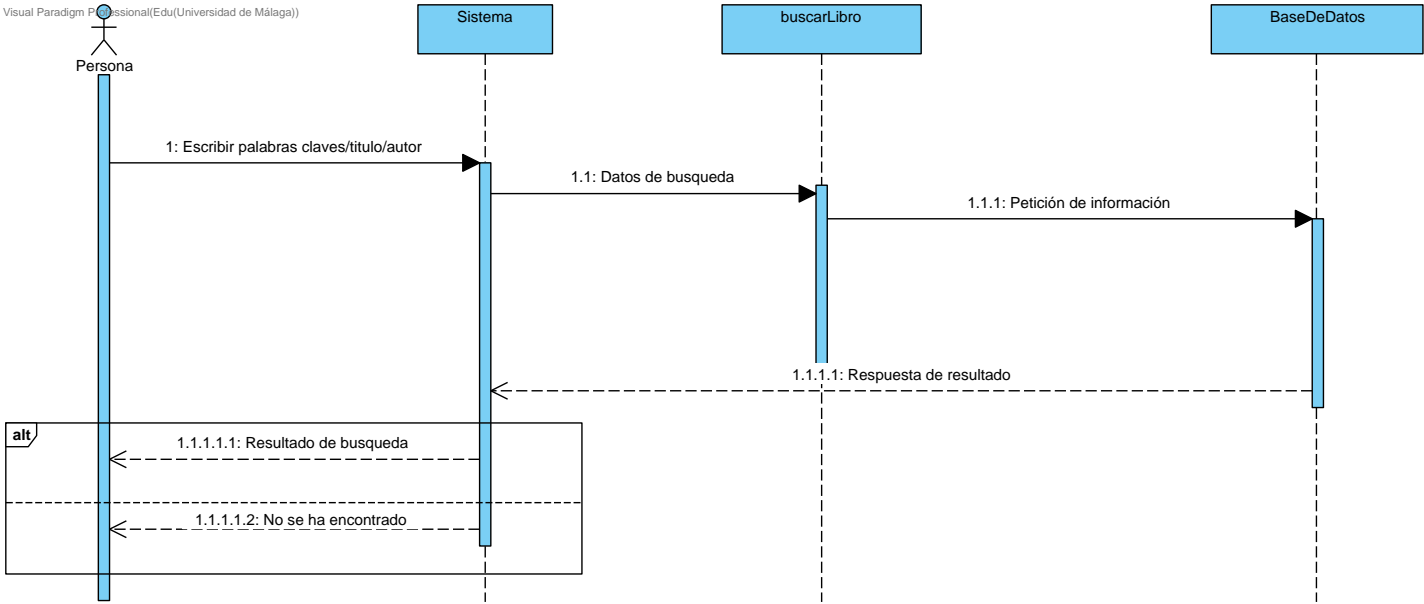 Visual Paradigm Professional(Edu(Universidad de Málaga))
Persona
Sistema
buscarLibro
BaseDeDatos
1: Escribir palabras claves/titulo/autor
1.1: Datos de busqueda
1.1.1: Petición de información
1.1.1.1: Respuesta de resultado
alt
1.1.1.1.1: Resultado de busqueda
1.1.1.1.2: No se ha encontrado